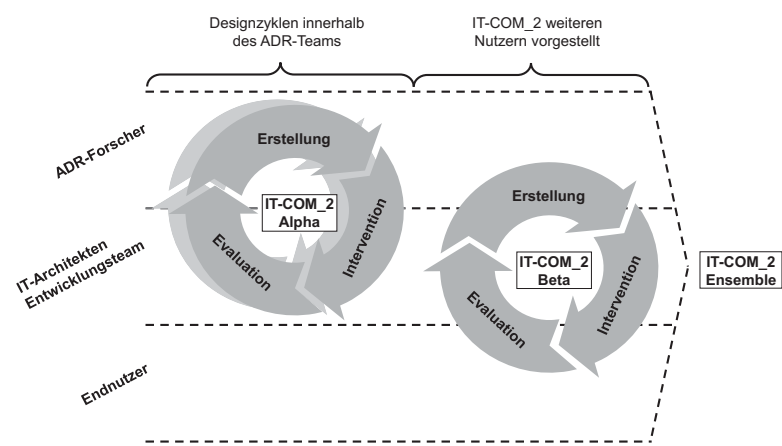 Designzyklen innerhalb
des ADR-Teams
IT-COM_2 weiteren
Nutzern vorgestellt
ADR-Forscher
IT-Architekten
Entwicklungsteam
Endnutzer
Erstellung
Intervention
Evaluation
IT-COM_2
Alpha
Erstellung
Intervention
Evaluation
IT-COM_2
Beta
IT-COM_2
Ensemble